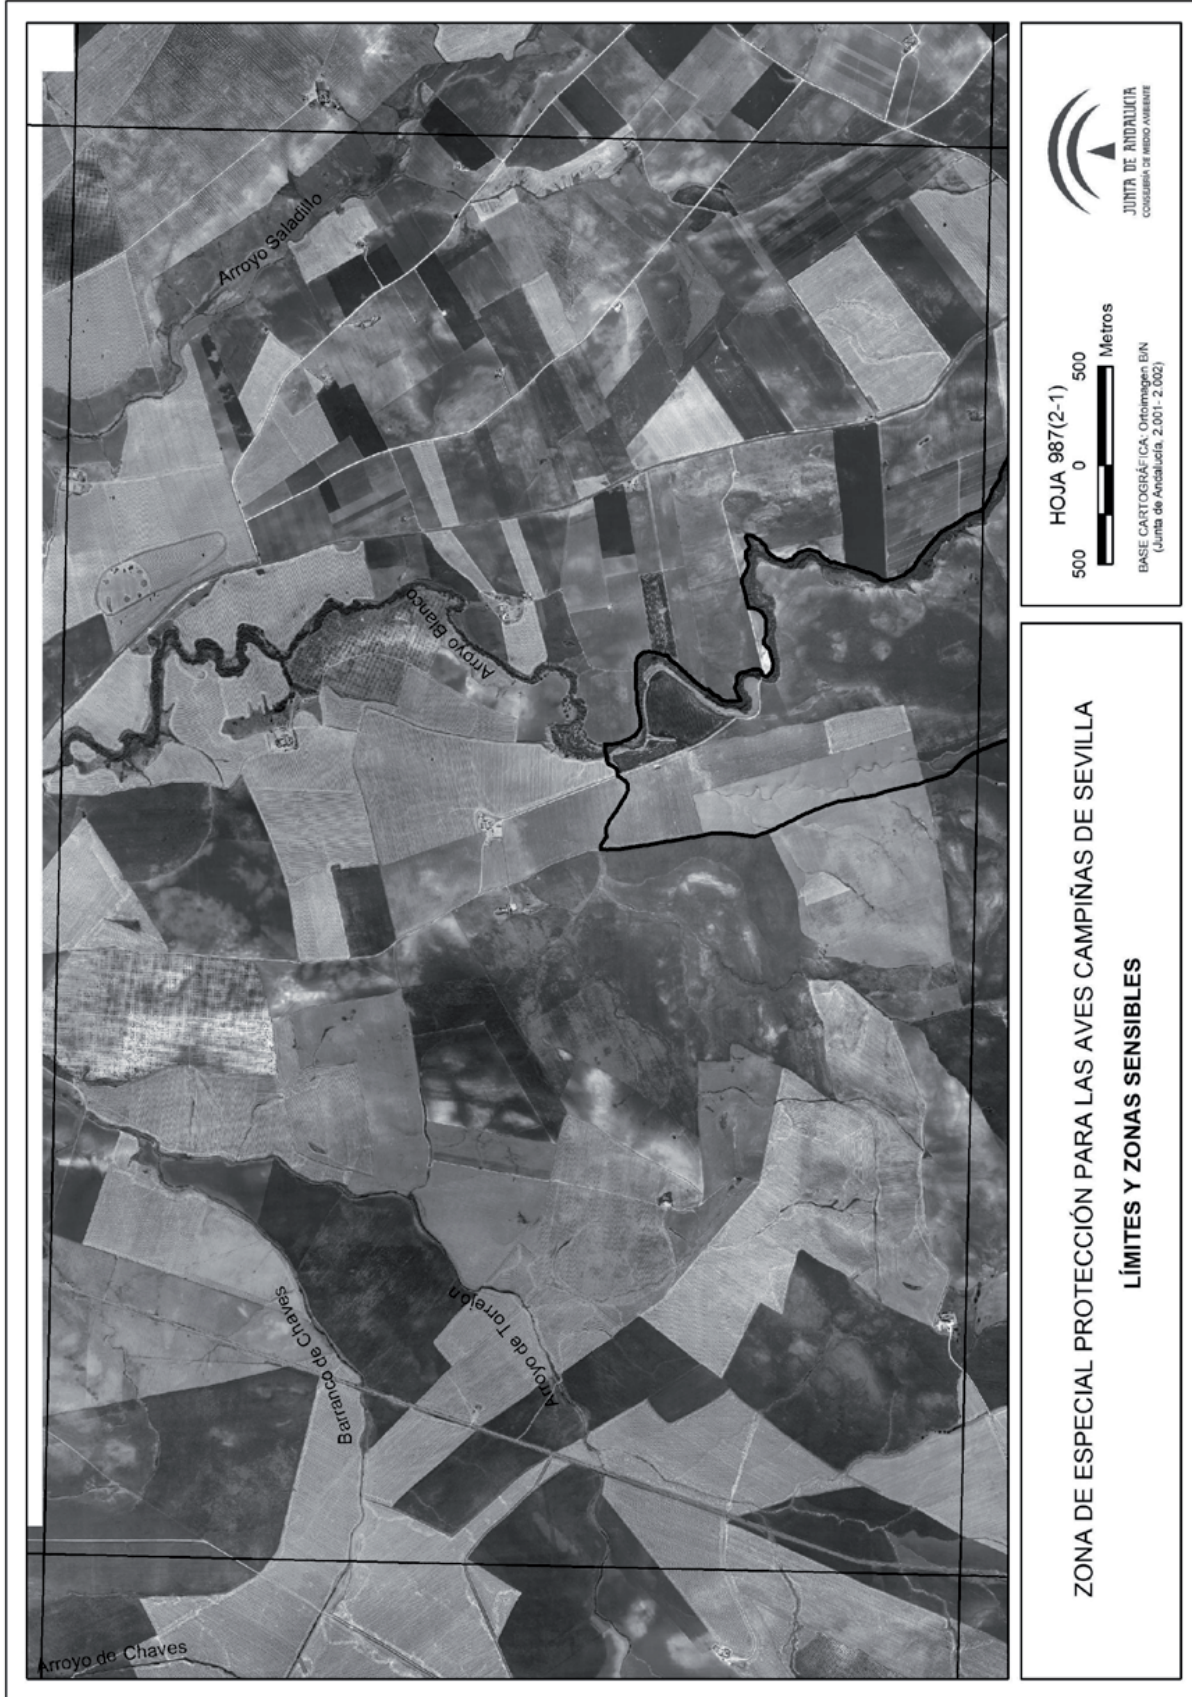 Arroyo de Chaves
Barranco de Chaves
Arroyo de Torrejón
Arroyo Blanco
Arroyo Saladillo
ZONA DE ESPECIAL PROTECCIÓN PARA LAS AVES CAMPIÑAS DE SEVILLA
LÍMITES Y ZONAS SENSIBLES
HOJA 987(2-1)
500 0 500
Metros
BASE CARTOGRÁFICA: Ortoimagen B/N
(Junta de Andalucía, 2.001- 2.002)
JUNTA DE ANDALUCIA
CONSEJERÍA DE MEDIO AMBIENTE